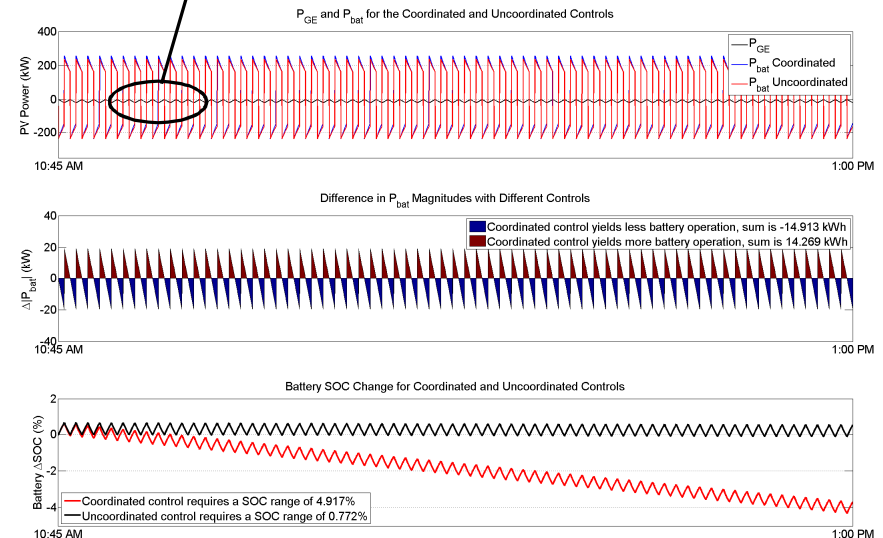 P_GE and P_bat for the Coordinated and Uncoordinated Controls
400
200
0
-200
PV Power (kW)
P_GE
P_bat Coordinated
P_bat Uncoordinated
10:45 AM
1:00 PM
Difference in P_bat Magnitudes with Different Controls
40
20
0
-20
-40
Δ|P_bat| (kW)
Coordinated control yields less battery operation, sum is -14.913 kWh
Coordinated control yields more battery operation, sum is 14.269 kWh
10:45 AM
1:00 PM
Battery SOC Change for Coordinated and Uncoordinated Controls
2
0
-2
-4
Battery ΔSOC (%)
Coordinated control requires a SOC range of 4.917%
Uncoordinated control requires a SOC range of 0.772%
10:45 AM
1:00 PM